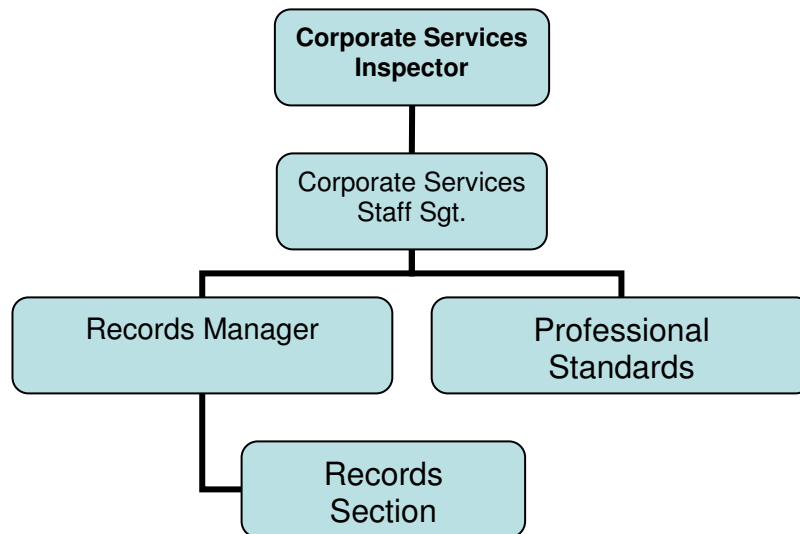 Corporate Services
Inspector
Corporate Services
Staff Sgt.
Records Manager
Professional
Standards
Records
Section